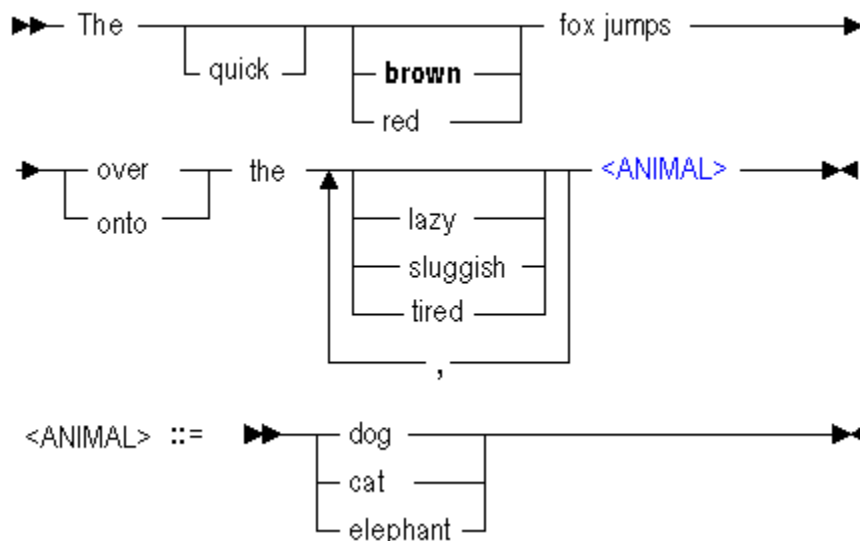 The fox jumps
quick brown
red
over the <ANIMAL>
onto lazy
sluggish
tired
,
<ANIMAL> ::= dog
cat
elephant